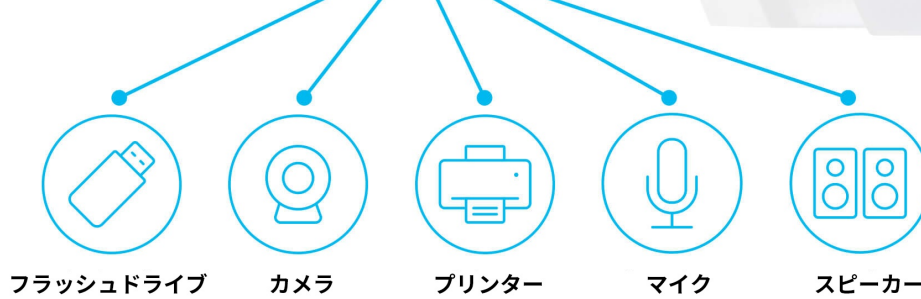 フラッシュドライブ
カメラ
プリンター
マイク
スピーカー